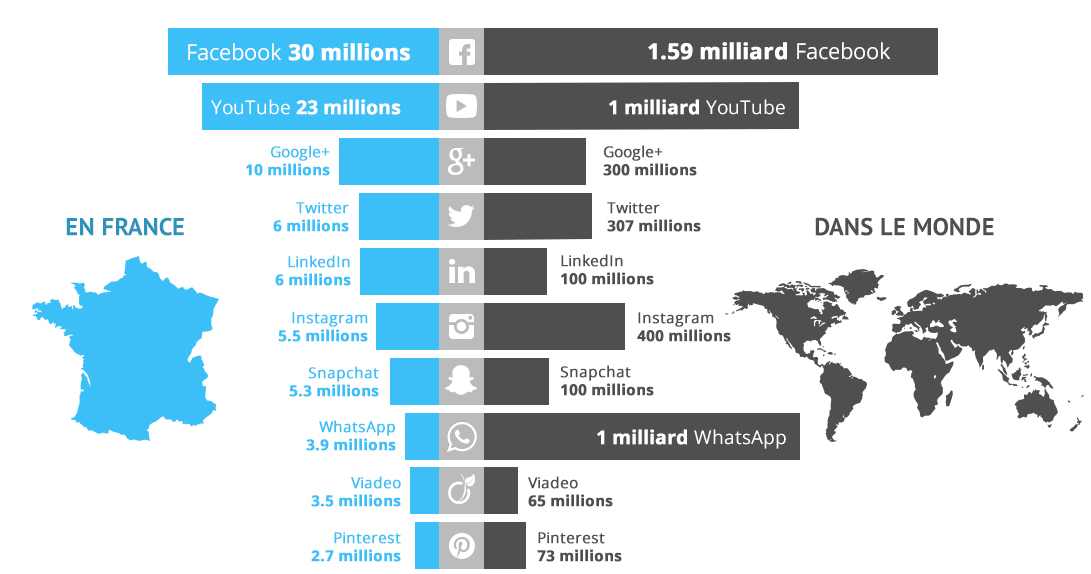 Facebook 30 millions
1.59 milliard Facebook
YouTube 23 millions
1 milliard YouTube
Google+
10 millions
Google+
300 millions
EN FRANCE
Twitter
6 millions
Twitter
307 millions
DANS LE MONDE
LinkedIn
6 millions
LinkedIn
100 millions
Instagram
5.5 millions
Instagram
400 millions
Snapchat
5.3 millions
Snapchat
100 millions
WhatsApp
3.9 millions
1 milliard WhatsApp
Viadeo
3.5 millions
Viadeo
65 millions
Pinterest
2.7 millions
Pinterest
73 millions